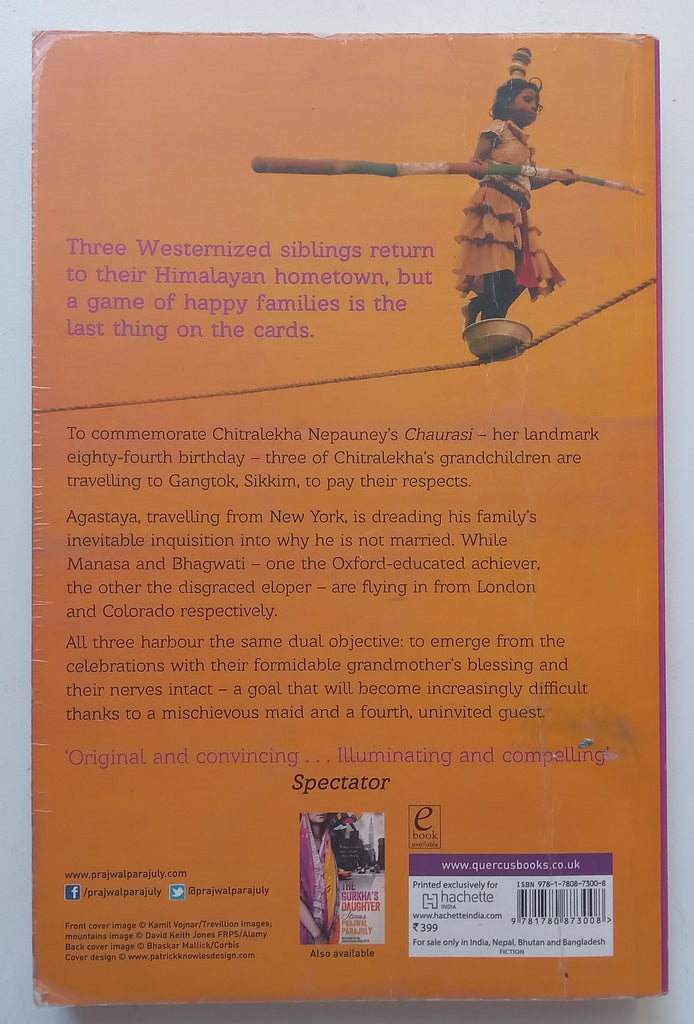 Three Westernized siblings return
to their Himalayan hometown, but
a game of happy families is the
last thing on the cards.
To commemorate Chitralekha Nepauney's Chaurasi – her landmark
eighty-fourth birthday – three of Chitralekha's grandchildren are
travelling to Gangtok, Sikkim, to pay their respects.
Agastaya, travelling from New York, is dreading his family's
inevitable inquisition into why he is not married. While
Manasa and Bhagwati – one the Oxford-educated achiever,
the other the disgraced eloper – are flying in from London
and Colorado respectively.
All three harbour the same dual objective: to emerge from the
celebrations with their formidable grandmother's blessing and
their nerves intact – a goal that will become increasingly difficult
thanks to a mischievous maid and a fourth, uninvited guest.
'Original and convincing . . . Illuminating and compelling'
Spectator
www.prajwalparajuly.com
f /prajwalparajuly @prajwalparajuly
Front cover image © Kamil Vojnar/Trevillion Images;
mountains image © David Keith Jones FRPS/Alamy
Back cover image © Bhaskar Mallick/Corbis
Cover design © www.patrickknowlesdesign.com
THE
GURKHA'S
DAUGHTER
Stories
PRAJWAL
PARAJULY
Also available
e
book
available
www.quercusbooks.co.uk
Printed exclusively for
hachette
INDIA
www.hachetteindia.com
₹399
ISBN 978-1-7808-7300-8
9 781780 873008
For sale only in India, Nepal, Bhutan and Bangladesh
FICTION